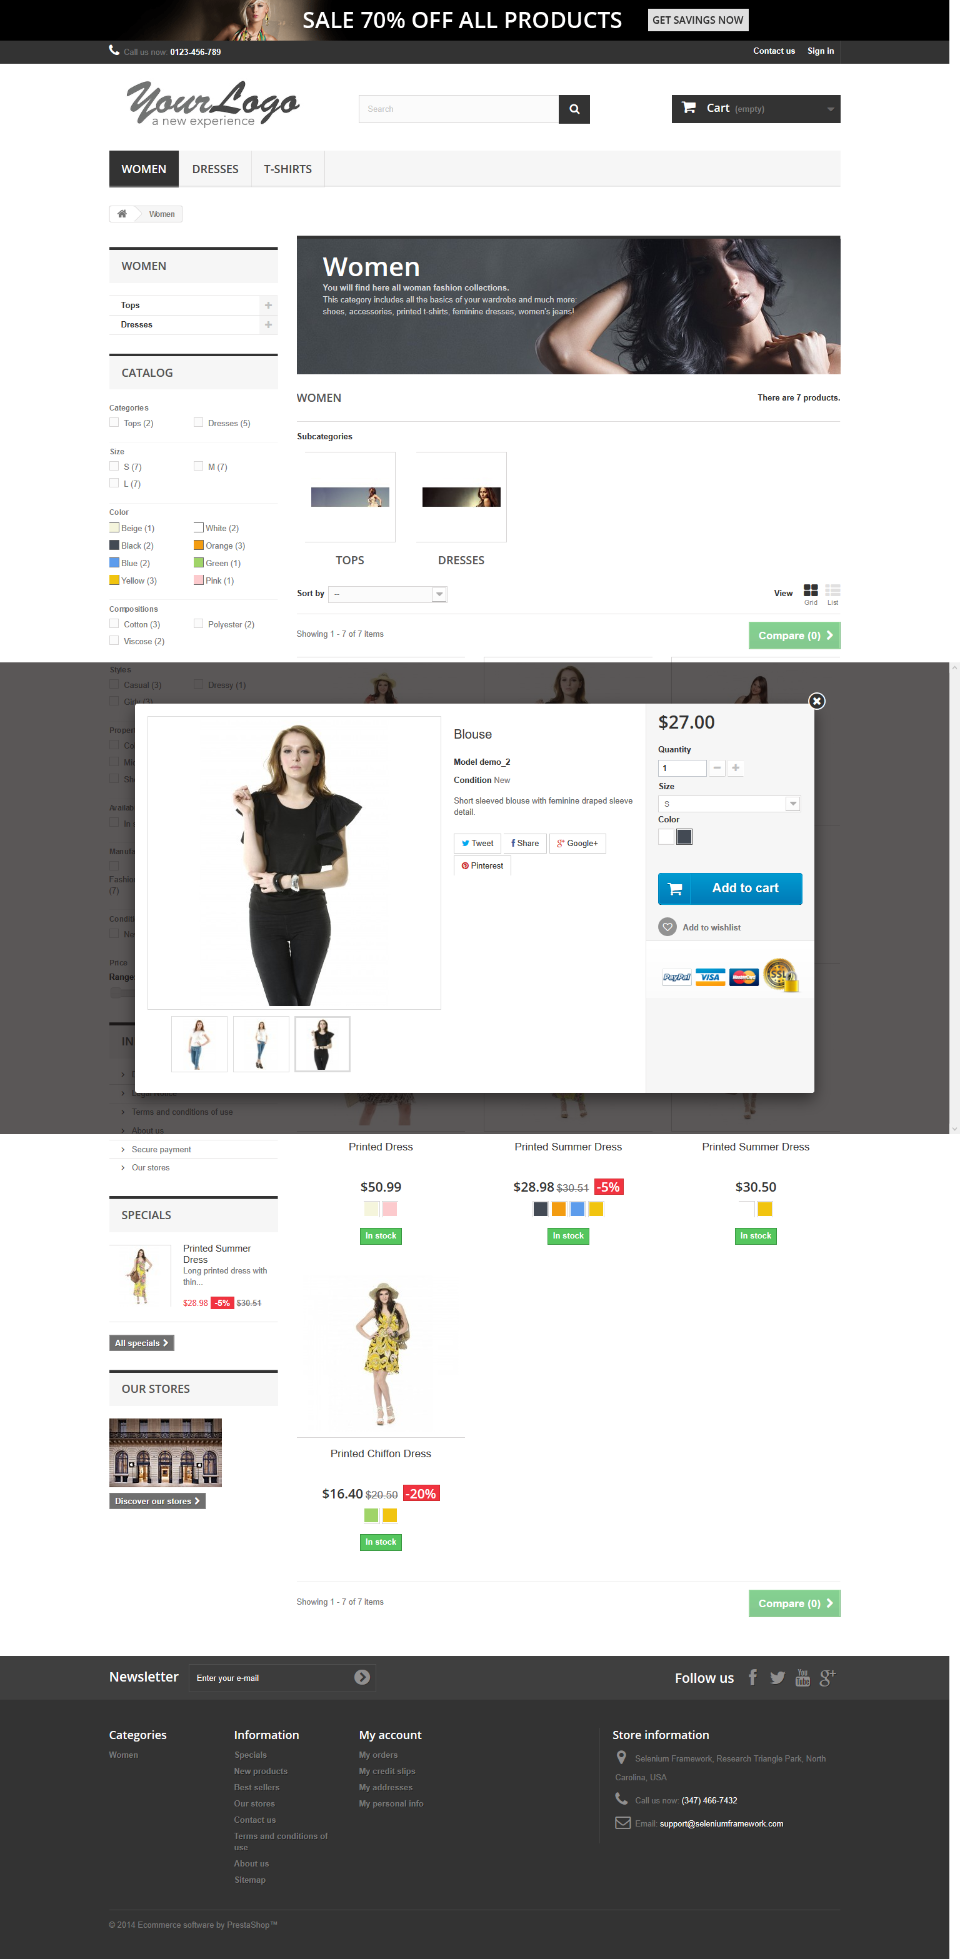 SALE 70% OFF ALL PRODUCTS GET SAVINGS NOW
Call us now: 0123-456-789
Contact us Sign in
YourLogo
a new experience
Search
Cart (empty)
WOMEN DRESSES T-SHIRTS
Women
WOMEN
Tops
Dresses
CATALOG
Categories
Tops (2) Dresses (5)
Size
S (7) M (7)
L (7)
Color
Beige (1) White (2)
Black (2) Orange (3)
Blue (2) Green (1)
Yellow (3) Pink (1)
Compositions
Cotton (3) Polyester (2)
Viscose (2)
Styles
Casual (3) Dressy (1)
Women
You will find here all woman fashion collections.
This category includes all the basics of your wardrobe and much more:
shoes, accessories, printed t-shirts, feminine dresses, women's jeans!
WOMEN
There are 7 products.
Subcategories
TOPS DRESSES
Sort by --
View Grid List
Showing 1 - 7 of 7 items
Compare (0)
Blouse
Model demo_2
Condition New
Short sleeved blouse with feminine draped sleeve
detail.
Tweet Share Google+
Pinterest
$27.00
Quantity
1
Size
S
Color
Add to cart
Add to wishlist
PayPal VISA MasterCard SSL
(7)
Price
Range
Terms and conditions of use
About us
Secure payment
Our stores
SPECIALS
Printed Summer
Dress
Long printed dress with
thin...
$28.98 -5% $30.51
All specials
OUR STORES
Discover our stores
Printed Dress
$50.99
In stock
Printed Summer Dress
$28.98 $30.51 -5%
In stock
Printed Summer Dress
$30.50
In stock
Printed Chiffon Dress
$16.40 $20.50 -20%
In stock
Showing 1 - 7 of 7 items
Compare (0)
Newsletter
Enter your e-mail
Follow us
Categories
Women
Information
Specials
New products
Best sellers
Our stores
Contact us
Terms and conditions of
use
About us
Sitemap
My account
My orders
My credit slips
My addresses
My personal info
Store information
Selenium Framework, Research Triangle Park, North
Carolina, USA
Call us now: (347) 466-7432
Email: support@seleniumframework.com
© 2014 Ecommerce software by PrestaShop™